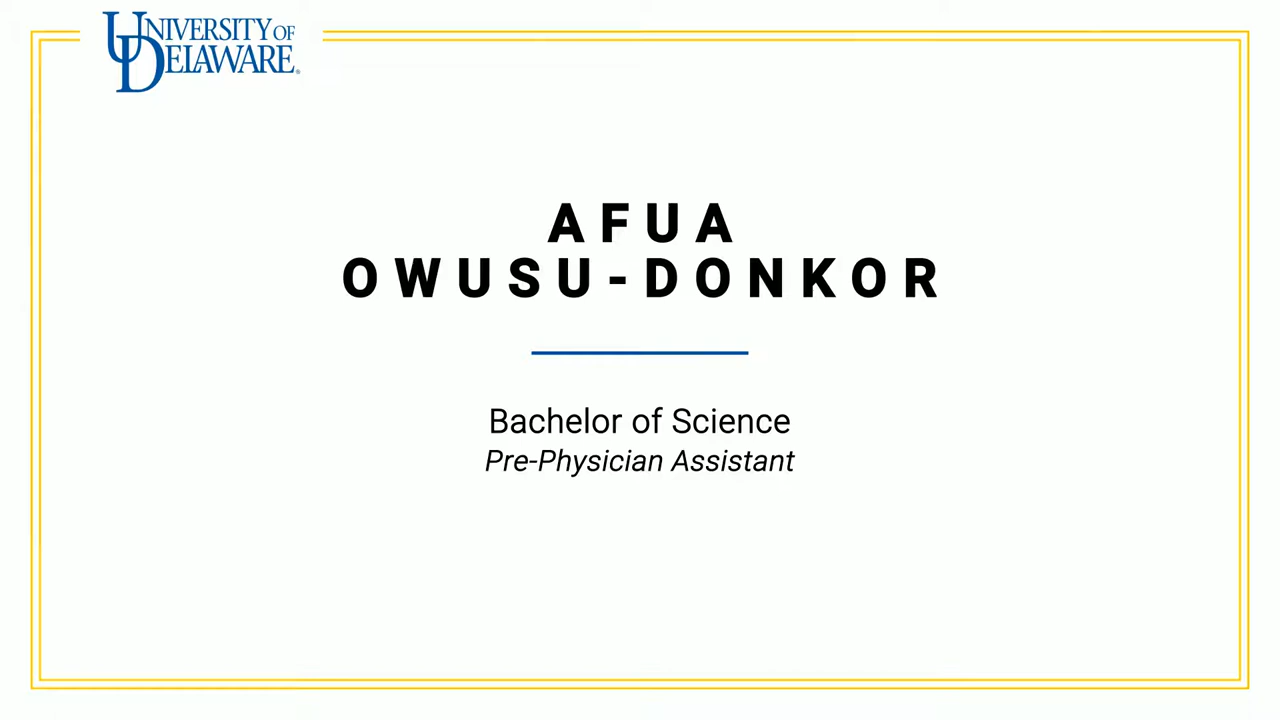 UNIVERSITY OF
DELAWARE
AFUA
OWUSU-DONKOR
Bachelor of Science
Pre-Physician Assistant